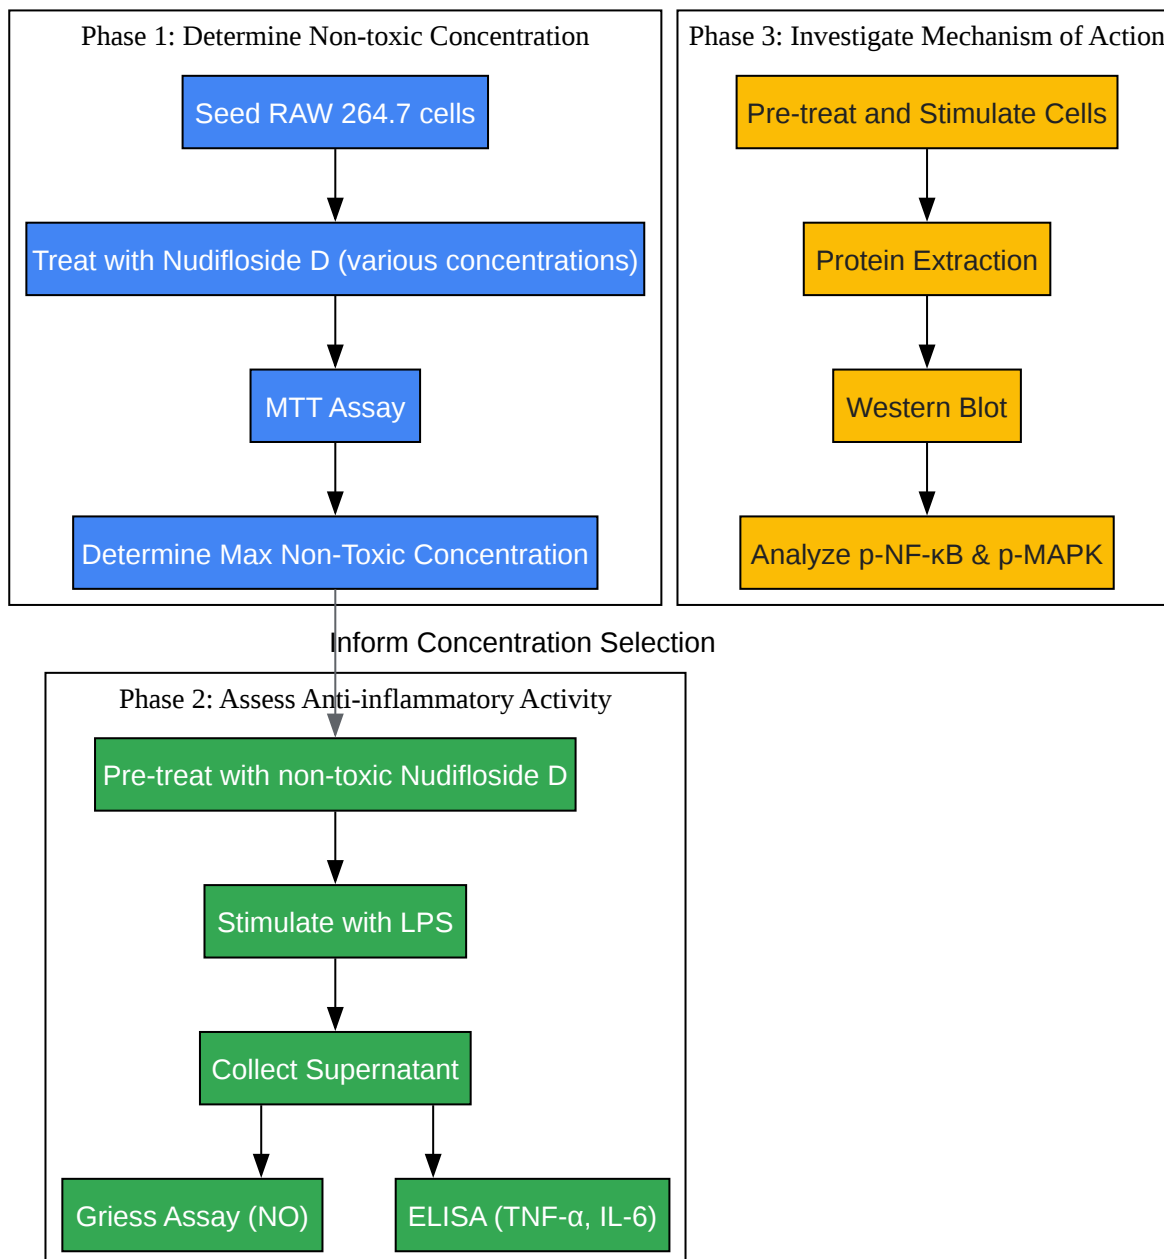 Phase 1: Determine Non-toxic Concentration
Seed RAW 264.7 cells
Treat with Nudifloside D (various concentrations)
MTT Assay
Determine Max Non-Toxic Concentration
Phase 3: Investigate Mechanism of Action
Pre-treat and Stimulate Cells
Protein Extraction
Western Blot
Analyze p-NF-κB & p-MAPK
Inform Concentration Selection
Phase 2: Assess Anti-inflammatory Activity
Pre-treat with non-toxic Nudifloside D
Stimulate with LPS
Collect Supernatant
Griess Assay (NO)
ELISA (TNF-α, IL-6)